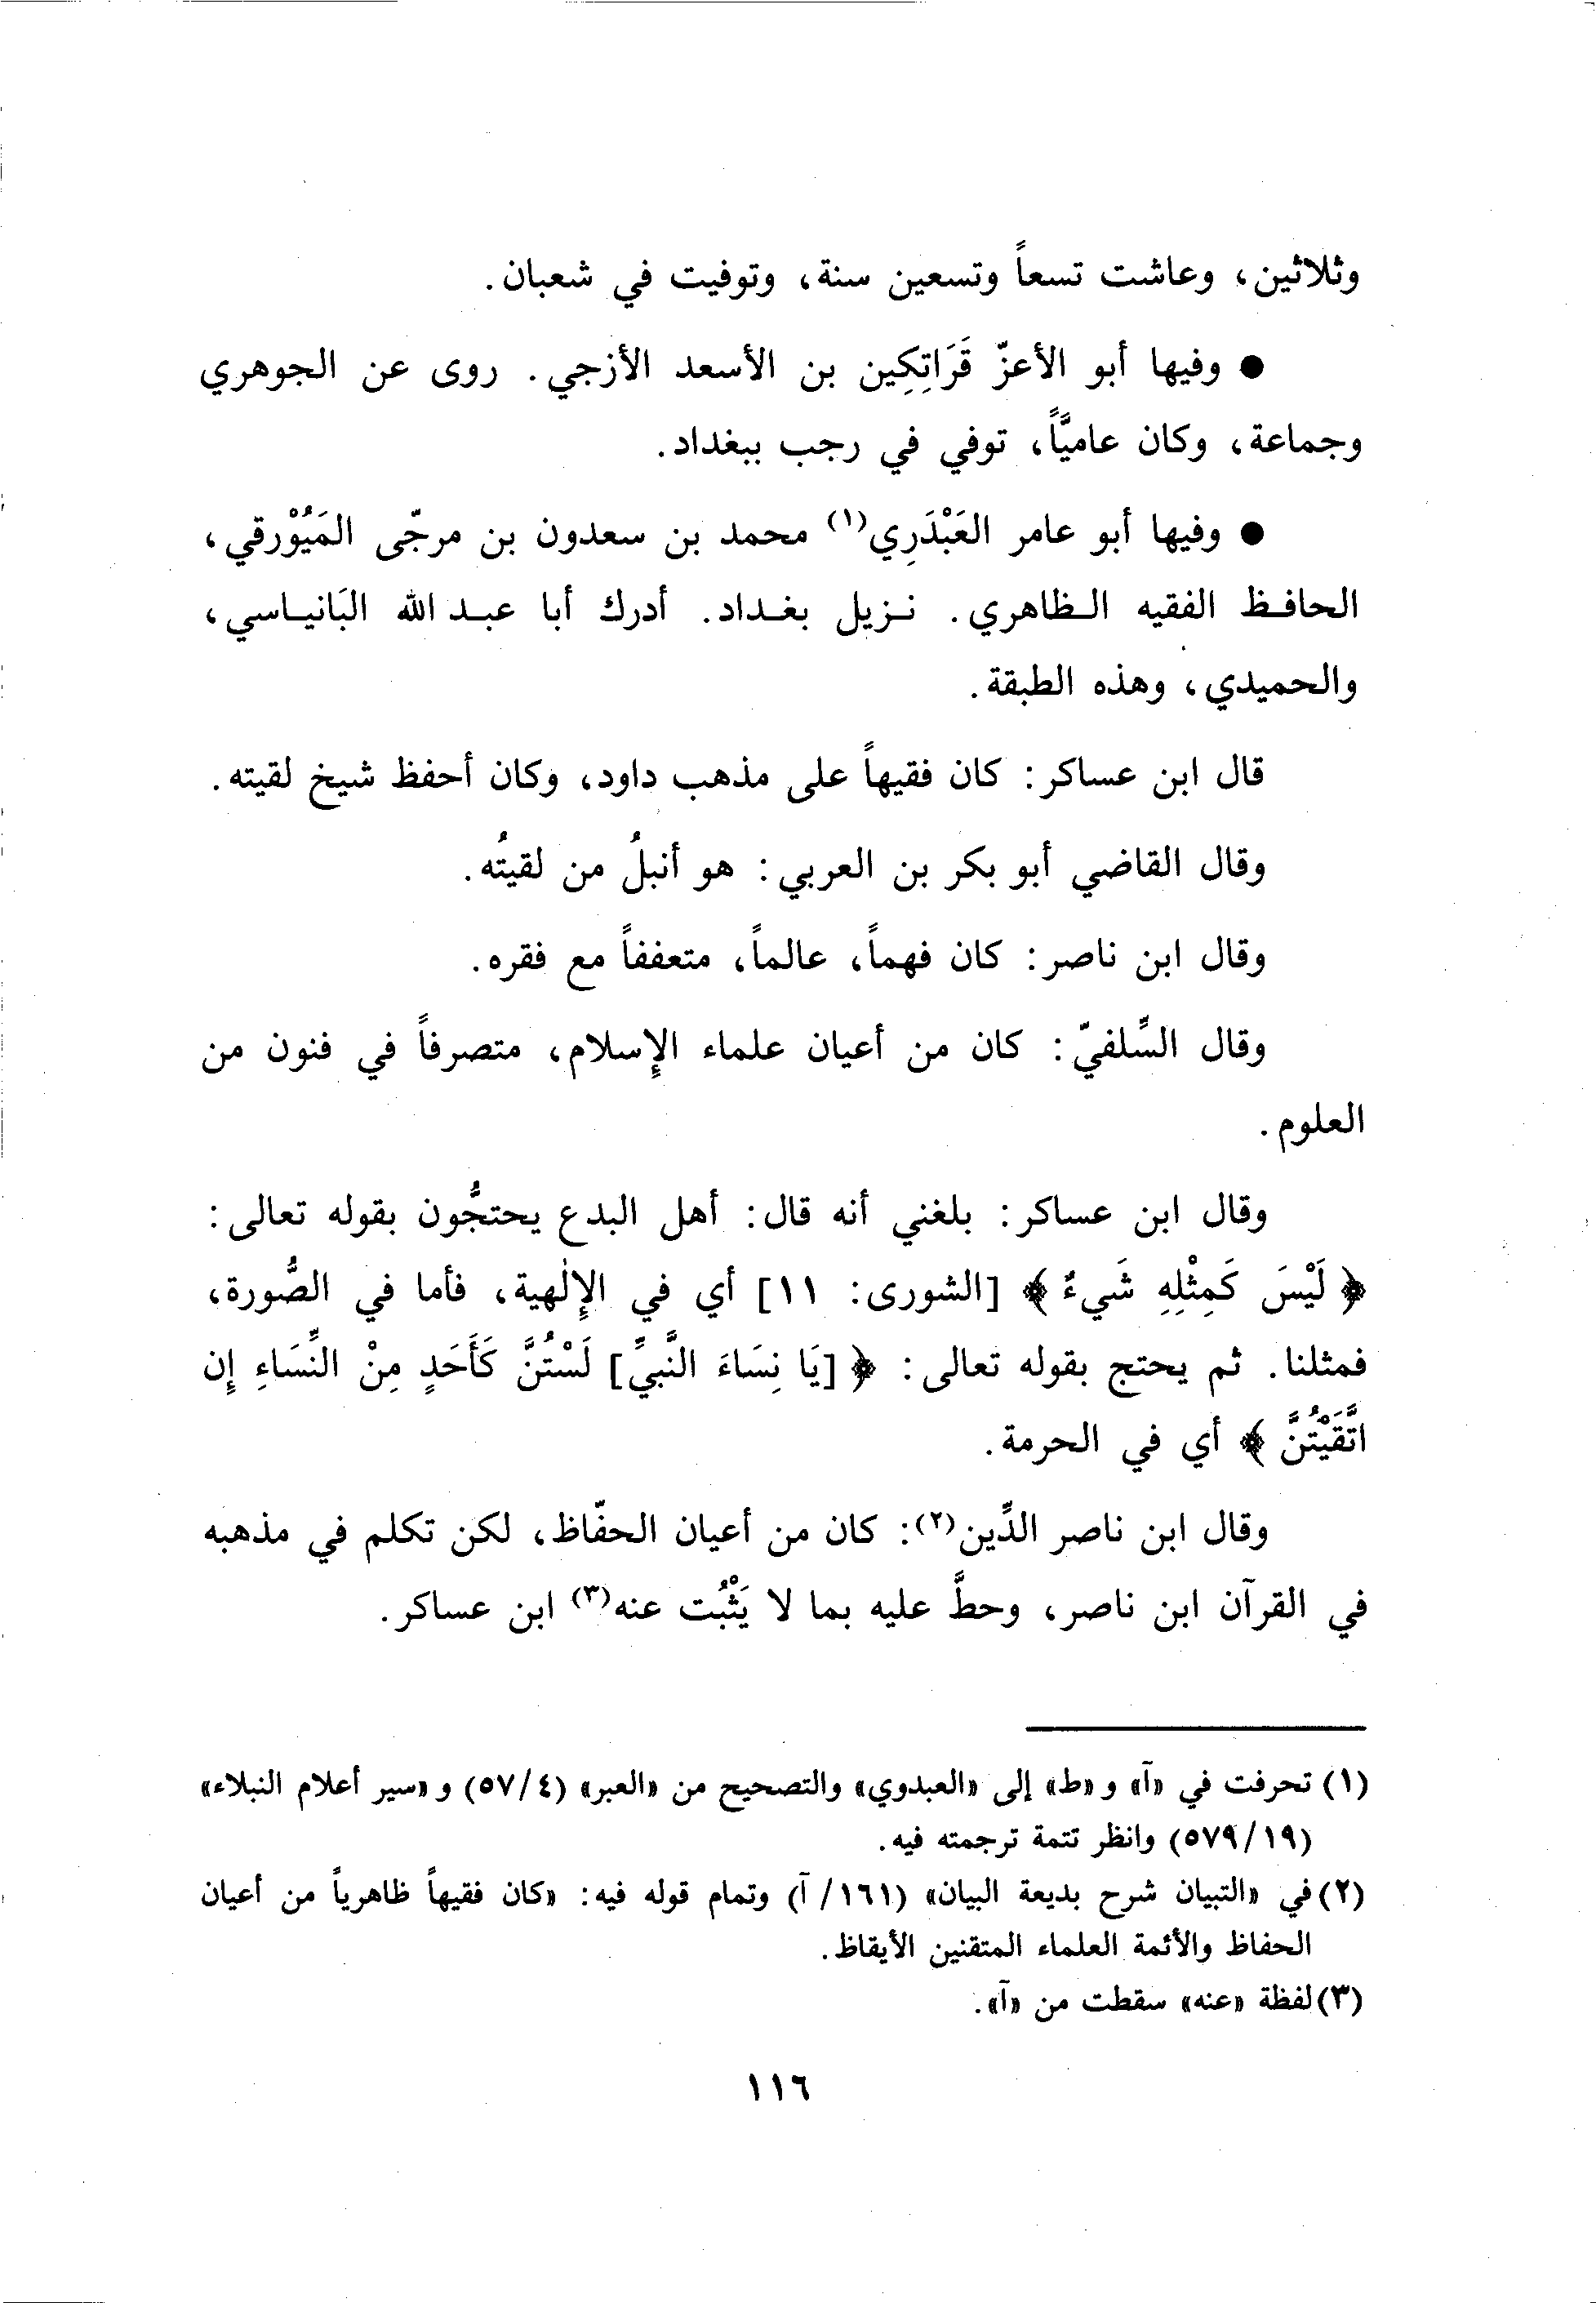 وثلاثين، وعاشت تسعاً وتسعين سنة، وتوفيت في شعبان.
● وفيها أبو الأعزّ قَرَاتِكِين بن الأسعد الأزجي. روى عن الجوهري
وجماعة، وكان عاميًّاً، توفي في رجب ببغداد.
● وفيها أبو عامر العَبْدَرِي(١) محمد بن سعدون بن مرجّى المَيُوْرقي،
الحافظ الفقيه الظاهري. نزيل بغداد. أدرك أبا عبد الله البَانياسي،
والحميدي، وهذه الطبقة.
قال ابن عساكر: كان فقيهاً على مذهب داود، وكان أحفظ شيخ لقيته.
وقال القاضي أبو بكر بن العربي: هو أنبلُ من لقيتُه.
وقال ابن ناصر: كان فهماً، عالماً، متعففاً مع فقره.
وقال السِّلفيّ: كان من أعيان علماء الإِسلام، متصرفاً في فنون من
العلوم.
وقال ابن عساكر: بلغني أنه قال: أهل البدع يحتجُّون بقوله تعالى:
﴿ لَيْسَ كَمِثْلِهِ شَيءٌ ﴾ [الشورى: ١١] أي في الإِلٰهية، فأما في الصُّورة،
فمثلنا. ثم يحتج بقوله تعالى: ﴿ [يَا نِسَاءَ النَّبيِّ] لَسْتُنَّ كَأَحَدٍ مِنْ النِّسَاءِ إِن
اتَّقَيْتُنَّ ﴾ أي في الحرمة.
وقال ابن ناصر الدِّين(٢): كان من أعيان الحفّاظ، لكن تكلم في مذهبه
في القرآن ابن ناصر، وحطَّ عليه بما لا يَثْبُت عنه(٣) ابن عساكر.
(١) تحرفت في «آ» و «ط» إلى «العبدوي» والتصحيح من «العبر» (٥٧/٤) و «سير أعلام النبلاء»
(٥٧٩/١٩) وانظر تتمة ترجمته فيه.
(٢) في «التبيان شرح بديعة البيان» (١٦١/ آ) وتمام قوله فيه: «كان فقيهاً ظاهرياً من أعيان
الحفاظ والأئمة العلماء المتقنين الأيقاظ.
(٣) لفظة «عنه» سقطت من «آ».
١١٦